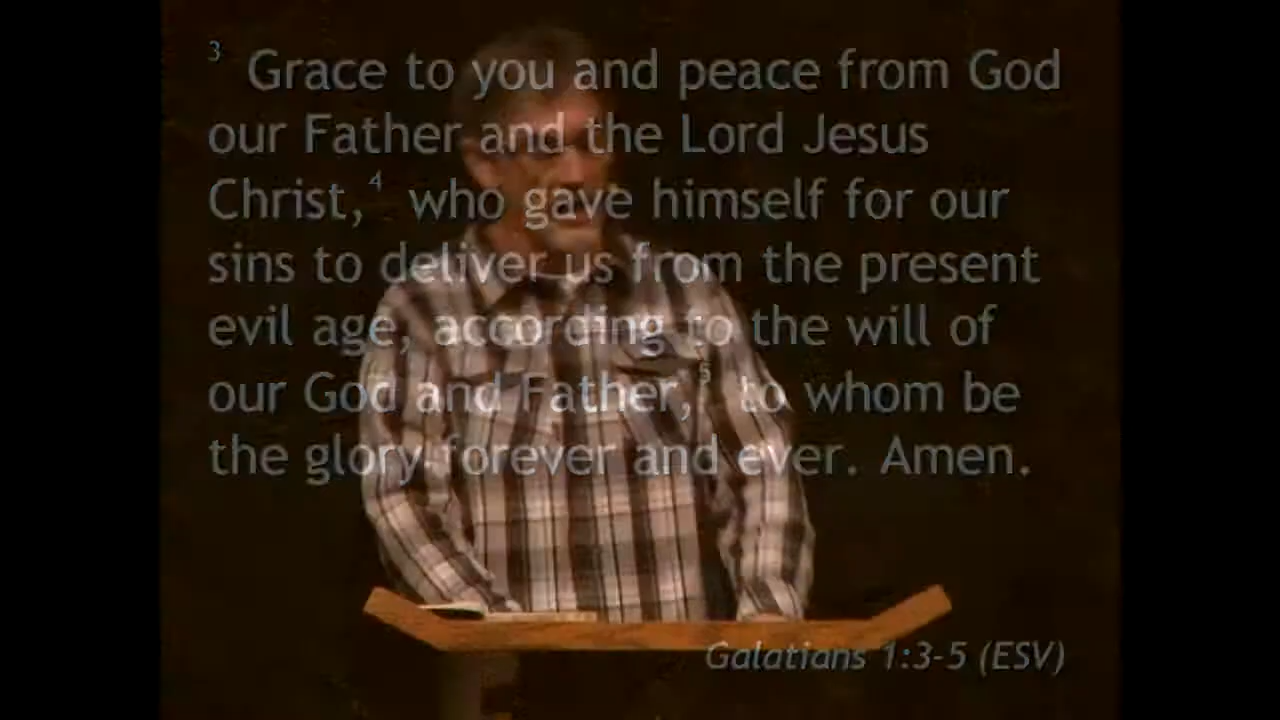 3 Grace to you and peace from God
our Father and the Lord Jesus
Christ, 4 who gave himself for our
sins to deliver us from the present
evil age, according to the will of
our God and Father, 5 to whom be
the glory forever and ever. Amen.
Galatians 1:3-5 (ESV)